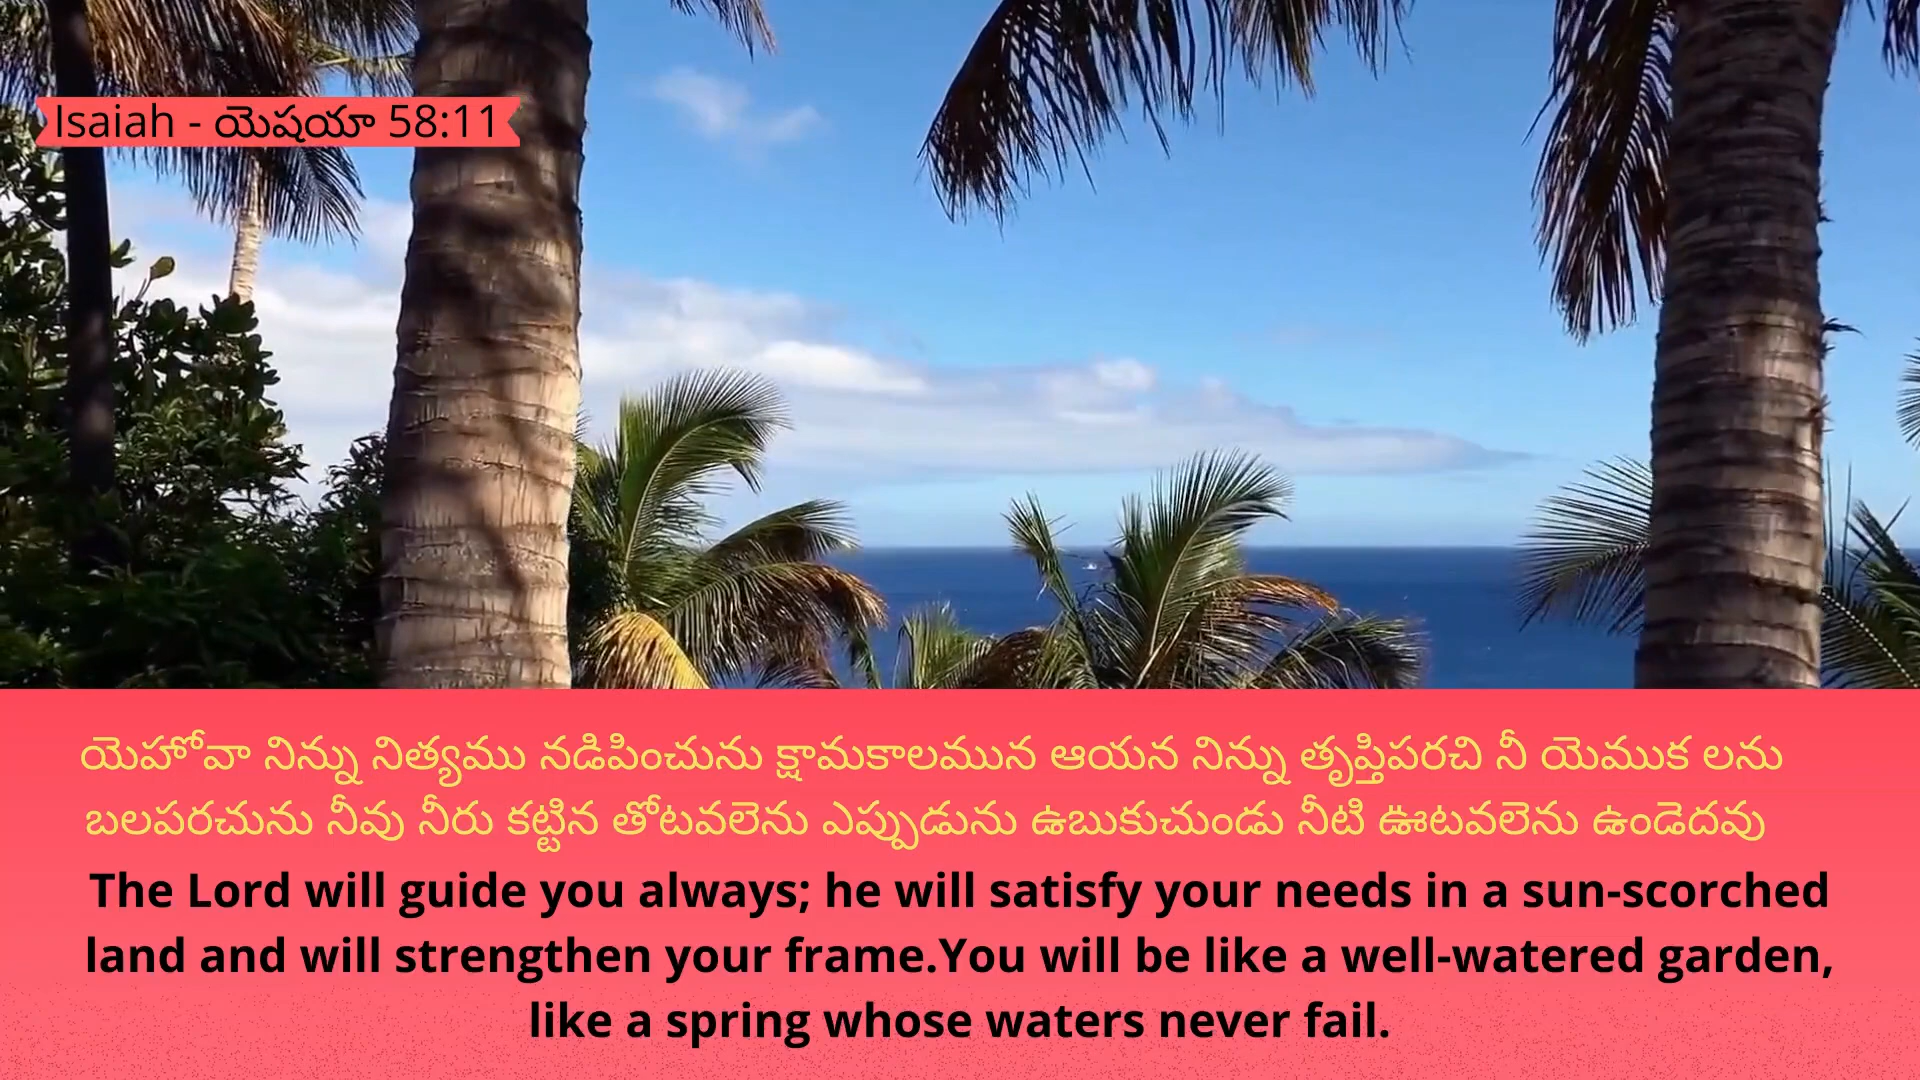 Isaiah - యెషయా 58:11
యెహోవా నిన్ను నిత్యము నడిపించును క్షామకాలమున ఆయన నిన్ను తృప్తిపరచి నీ యెముక లను
బలపరచును నీవు నీరు కట్టిన తోటవలెను ఎప్పుడును ఉబుకుచుండు నీటి ఊటవలెను ఉండెదవు
The Lord will guide you always; he will satisfy your needs in a sun-scorched
land and will strengthen your frame.You will be like a well-watered garden,
like a spring whose waters never fail.